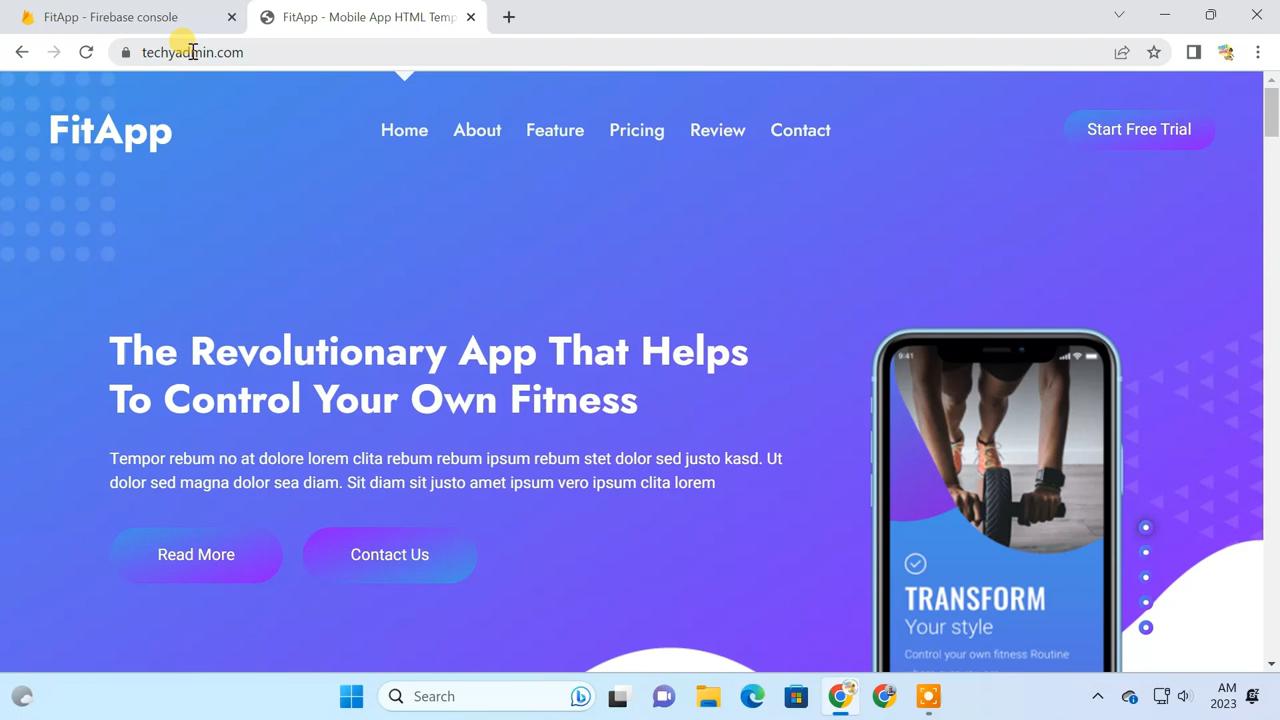 FitApp - Firebase console
FitApp - Mobile App HTML Temp
techyadmin.com
FitApp
Home
About
Feature
Pricing
Review
Contact
Start Free Trial
The Revolutionary App That Helps
To Control Your Own Fitness
Tempor rebum no at dolore lorem clita rebum rebum ipsum rebum stet dolor sed justo kasd. Ut
dolor sed magna dolor sea diam. Sit diam sit justo amet ipsum vero ipsum clita lorem
Read More
Contact Us
9:41
TRANSFORM
Your style
Control your own fitness Routine
Search
AM
2023